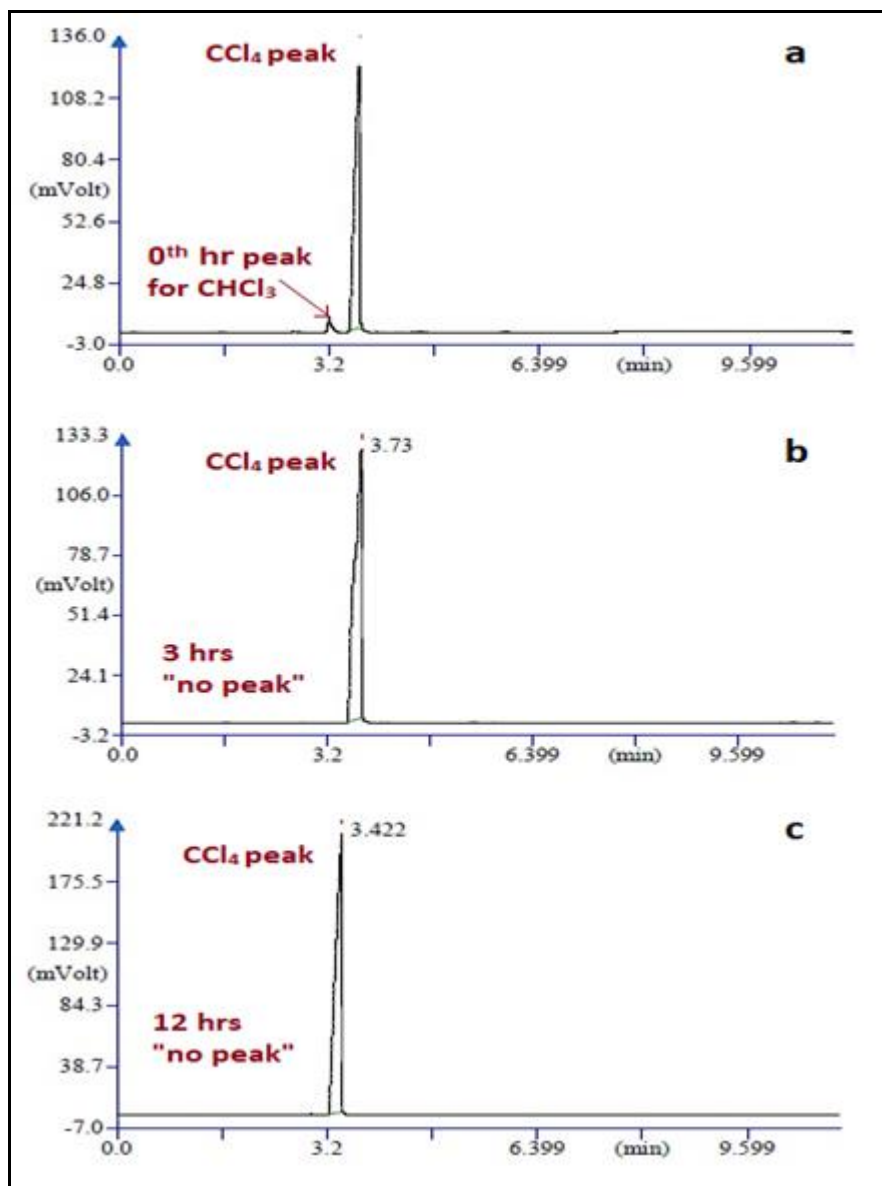 136.0
CCl₄ peak
a
108.2
80.4
(mVolt)
52.6
0ᵗʰ hr peak
for CHCl₃
24.8
-3.0
0.0 3.2 6.399 (min) 9.599
133.3
3.73
b
CCl₄ peak
106.0
78.7
(mVolt)
51.4
3 hrs
"no peak"
24.1
-3.2
0.0 3.2 6.399 (min) 9.599
221.2
3.422
c
CCl₄ peak
175.5
129.9
(mVolt)
84.3
12 hrs
"no peak"
38.7
-7.0
0.0 3.2 6.399 (min) 9.599